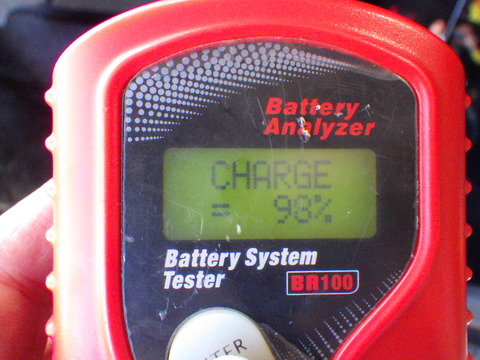 Battery
Analyzer
CHARGE
= 98%
Battery System
Tester
BR100